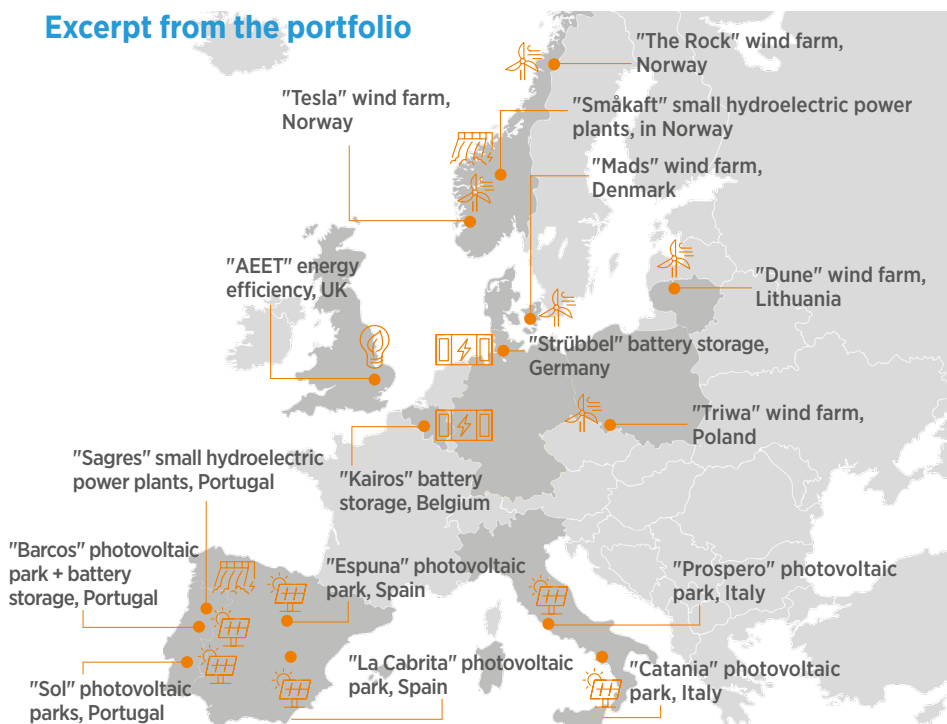 Excerpt from the portfolio
"The Rock" wind farm,
Norway
"Tesla" wind farm,
Norway
"Småkaft" small hydroelectric power
plants, in Norway
"Mads" wind farm,
Denmark
"AEET" energy
efficiency, UK
"Dune" wind farm,
Lithuania
"Strübbel" battery storage,
Germany
"Triwa" wind farm,
Poland
"Sagres" small hydroelectric
power plants, Portugal
"Kairos" battery
storage, Belgium
"Barcos" photovoltaic
park + battery
storage, Portugal
"Espuna" photovoltaic
park, Spain
"Prospero" photovoltaic
park, Italy
"La Cabrita" photovoltaic
park, Spain
"Catania" photovoltaic
park, Italy
"Sol" photovoltaic
parks, Portugal